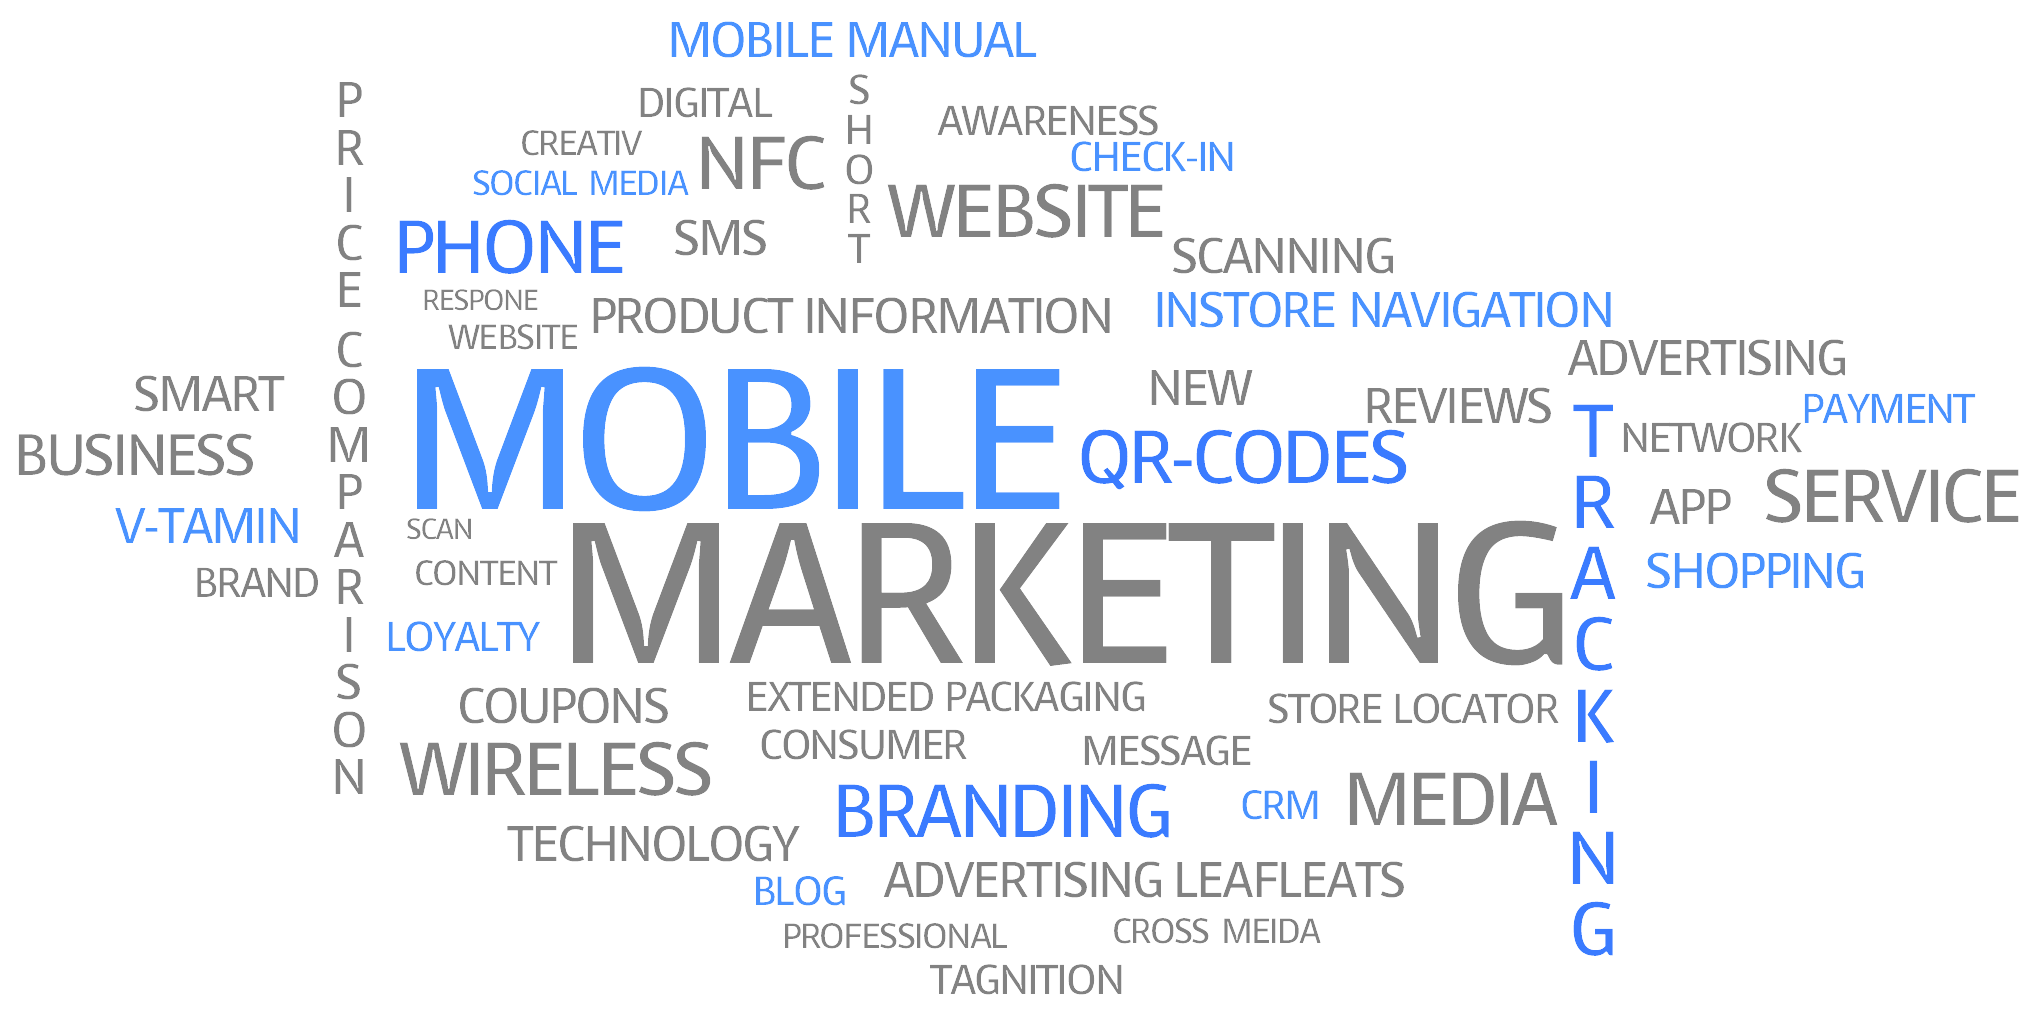 MOBILE MANUAL
PRICE COMPARISON
DIGITAL
SHORT
AWARENESS
CREATIV
NFC
CHECK-IN
SOCIAL MEDIA
WEBSITE
PHONE
SMS
SCANNING
RESPONE
PRODUCT INFORMATION
INSTORE NAVIGATION
WEBSITE
ADVERTISING
SMART
MOBILE
NEW
REVIEWS
PAYMENT
TRACKING
NETWORK
BUSINESS
QR-CODES
SERVICE
APP
V-TAMIN
SCAN
MARKETING
CONTENT
SHOPPING
BRAND
LOYALTY
COUPONS
EXTENDED PACKAGING
STORE LOCATOR
CONSUMER
MESSAGE
WIRELESS
BRANDING
CRM
MEDIA
TECHNOLOGY
BLOG
ADVERTISING LEAFLEATS
PROFESSIONAL
CROSS MEIDA
TAGNITION